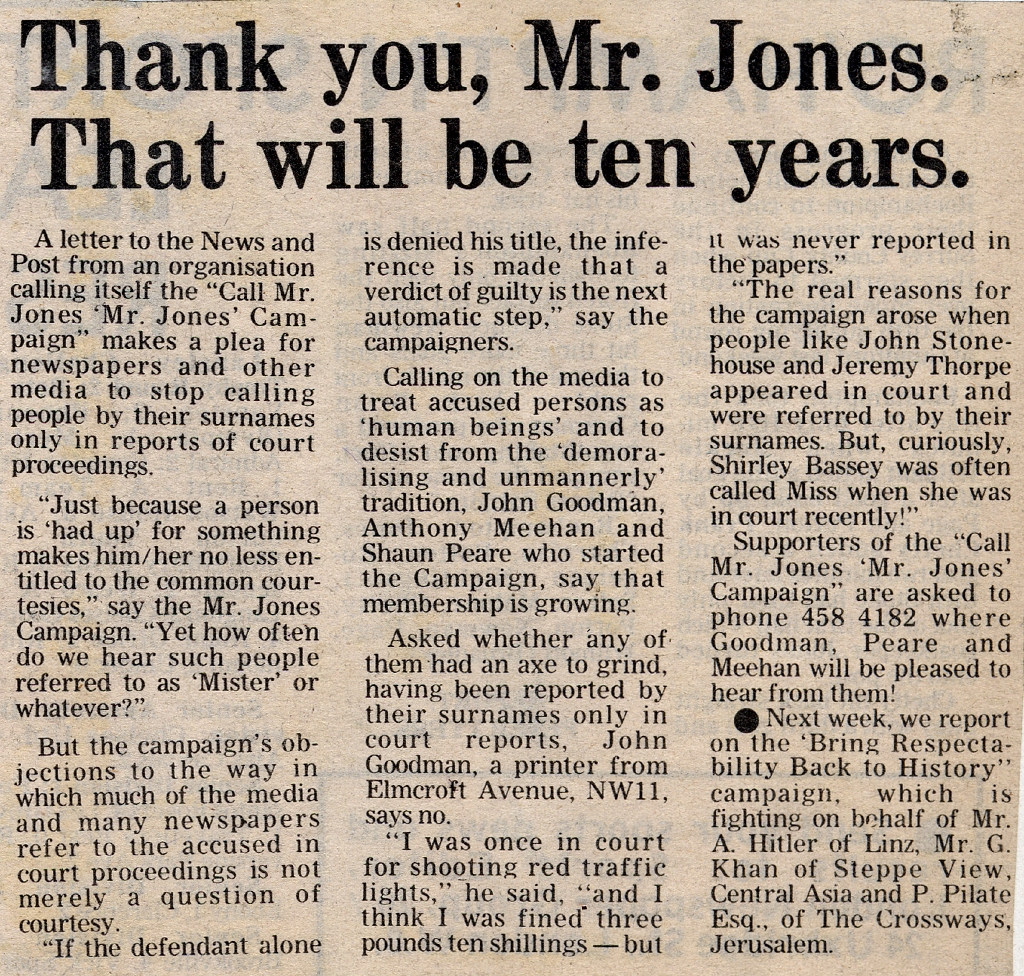 Thank you, Mr. Jones.
That will be ten years.
A letter to the News and
Post from an organisation
calling itself the “Call Mr.
Jones ‘Mr. Jones’ Cam-
paign” makes a plea for
newspapers and other
media to stop calling
people by their surnames
only in reports of court
proceedings.
“Just because a person
is ‘had up’ for something
makes him/her no less en-
titled to the common cour-
tesies,” say the Mr. Jones
Campaign. “Yet how often
do we hear such people
referred to as ‘Mister’ or
whatever?”
But the campaign’s ob-
jections to the way in
which much of the media
and many newspapers
refer to the accused in
court proceedings is not
merely a question of
courtesy.
“If the defendant alone
is denied his title, the infe-
rence is made that a
verdict of guilty is the next
automatic step,” say the
campaigners.
Calling on the media to
treat accused persons as
‘human beings’ and to
desist from the ‘demora-
lising and unmannerly’
tradition, John Goodman,
Anthony Meehan and
Shaun Peare who started
the Campaign, say that
membership is growing.
Asked whether any of
them had an axe to grind,
having been reported by
their surnames only in
court reports, John
Goodman, a printer from
Elmcroft Avenue, NW11,
says no.
“I was once in court
for shooting red traffic
lights,” he said, “and I
think I was fined three
pounds ten shillings — but
it was never reported in
the papers.”
“The real reasons for
the campaign arose when
people like John Stone-
house and Jeremy Thorpe
appeared in court and
were referred to by their
surnames. But, curiously,
Shirley Bassey was often
called Miss when she was
in court recently!”
Supporters of the “Call
Mr. Jones ‘Mr. Jones’
Campaign” are asked to
phone 458 4182 where
Goodman, Peare and
Meehan will be pleased to
hear from them!
● Next week, we report
on the ‘Bring Respecta-
bility Back to History”
campaign, which is
fighting on behalf of Mr.
A. Hitler of Linz, Mr. G.
Khan of Steppe View,
Central Asia and P. Pilate
Esq., of The Crossways,
Jerusalem.